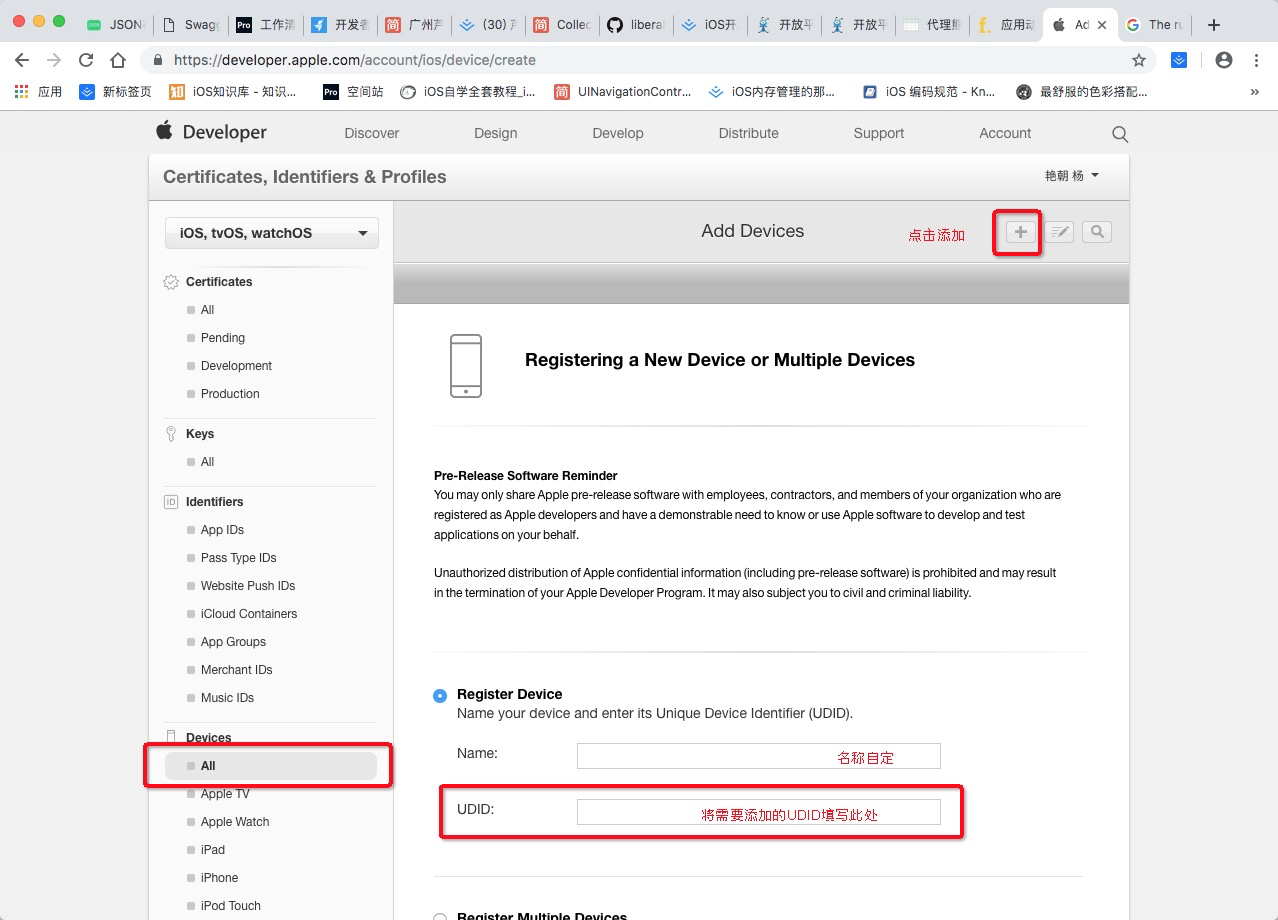 JSON
Swagg
Pro 工作清
开发者
简 广州产
(30) 产
简 Collec
liberal
iOS开
开放平
开放平
代理熊
应用动
Ad
The ru
https://developer.apple.com/account/ios/device/create
应用
新标签页
知 iOS知识库 - 知识...
Pro 空间站
iOS自学全套教程_i...
简 UINavigationContr...
iOS内存管理的那...
iOS 编码规范 - Kn...
最舒服的色彩搭配...
»
Developer
Discover
Design
Develop
Distribute
Support
Account
Certificates, Identifiers & Profiles
艳朝 杨
iOS, tvOS, watchOS
Add Devices
点击添加
Certificates
All
Pending
Development
Production
Keys
All
ID Identifiers
App IDs
Pass Type IDs
Website Push IDs
iCloud Containers
App Groups
Merchant IDs
Music IDs
Devices
All
Apple TV
Apple Watch
iPad
iPhone
iPod Touch
Registering a New Device or Multiple Devices
Pre-Release Software Reminder
You may only share Apple pre-release software with employees, contractors, and members of your organization who are
registered as Apple developers and have a demonstrable need to know or use Apple software to develop and test
applications on your behalf.
Unauthorized distribution of Apple confidential information (including pre-release software) is prohibited and may result
in the termination of your Apple Developer Program. It may also subject you to civil and criminal liability.
Register Device
Name your device and enter its Unique Device Identifier (UDID).
Name:
名称自定
UDID:
将需要添加的UDID填写此处
Register Multiple Devices